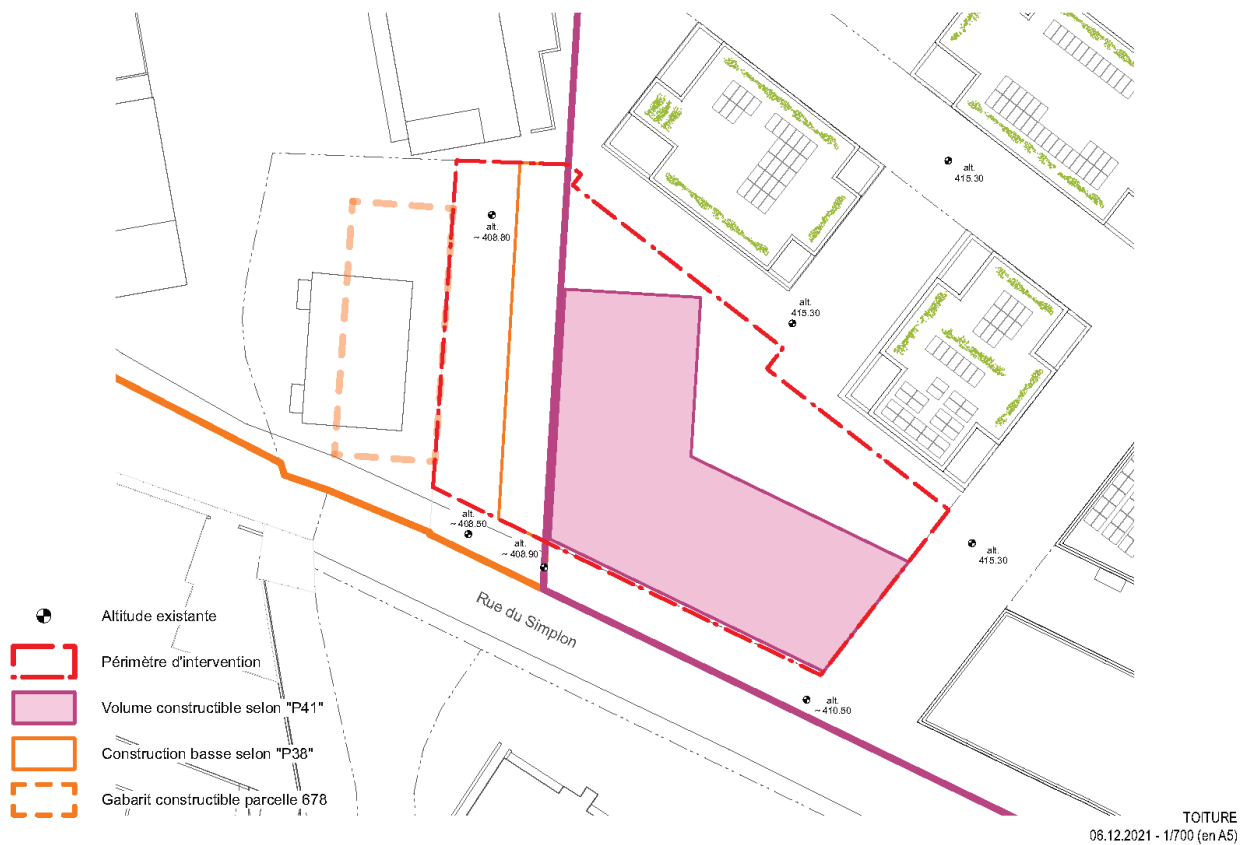 alt.
415.30
alt.
~ 408.80
alt.
415.30
alt.
~ 408.50
alt.
~ 408.90
alt.
415.30
Rue du Simplon
alt.
~ 410.50
Altitude existante
Périmètre d'intervention
Volume constructible selon "P41"
Construction basse selon "P38"
Gabarit constructible parcelle 678
TOITURE
06.12.2021 - 1/700 (en A5)